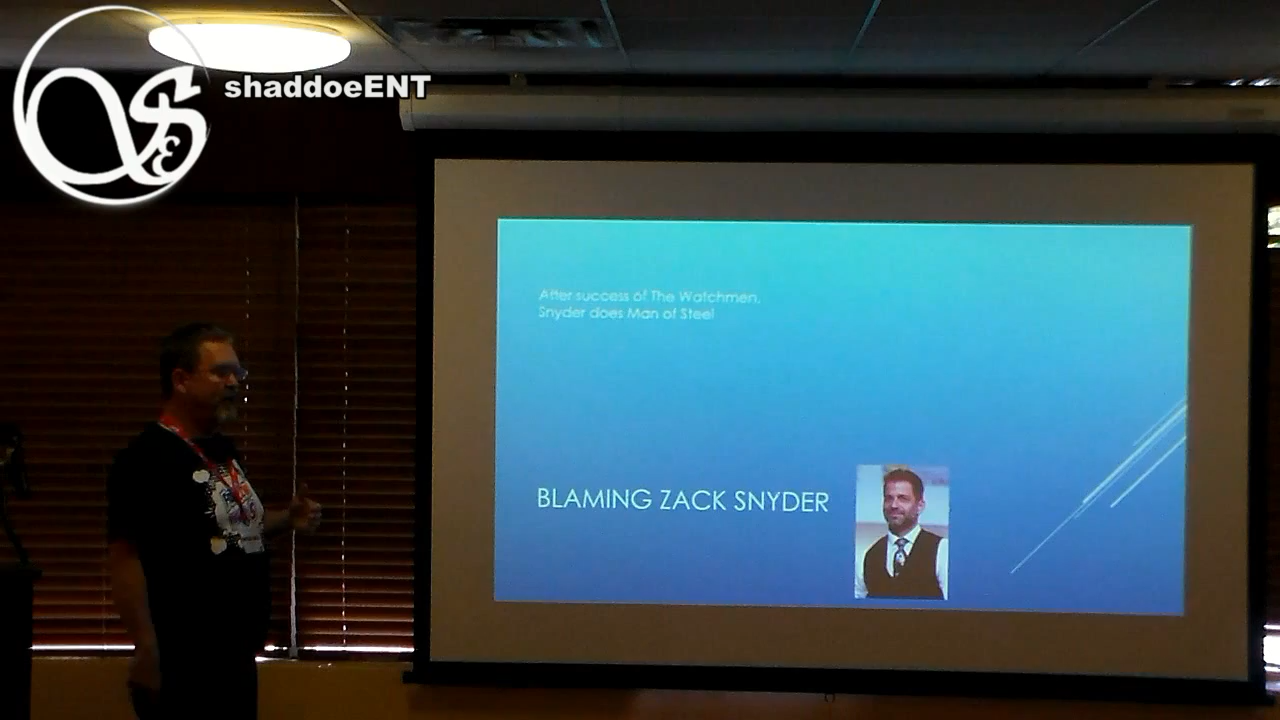 shaddoeENT
After success of The Watchmen,
Snyder does Man of Steel
BLAMING ZACK SNYDER